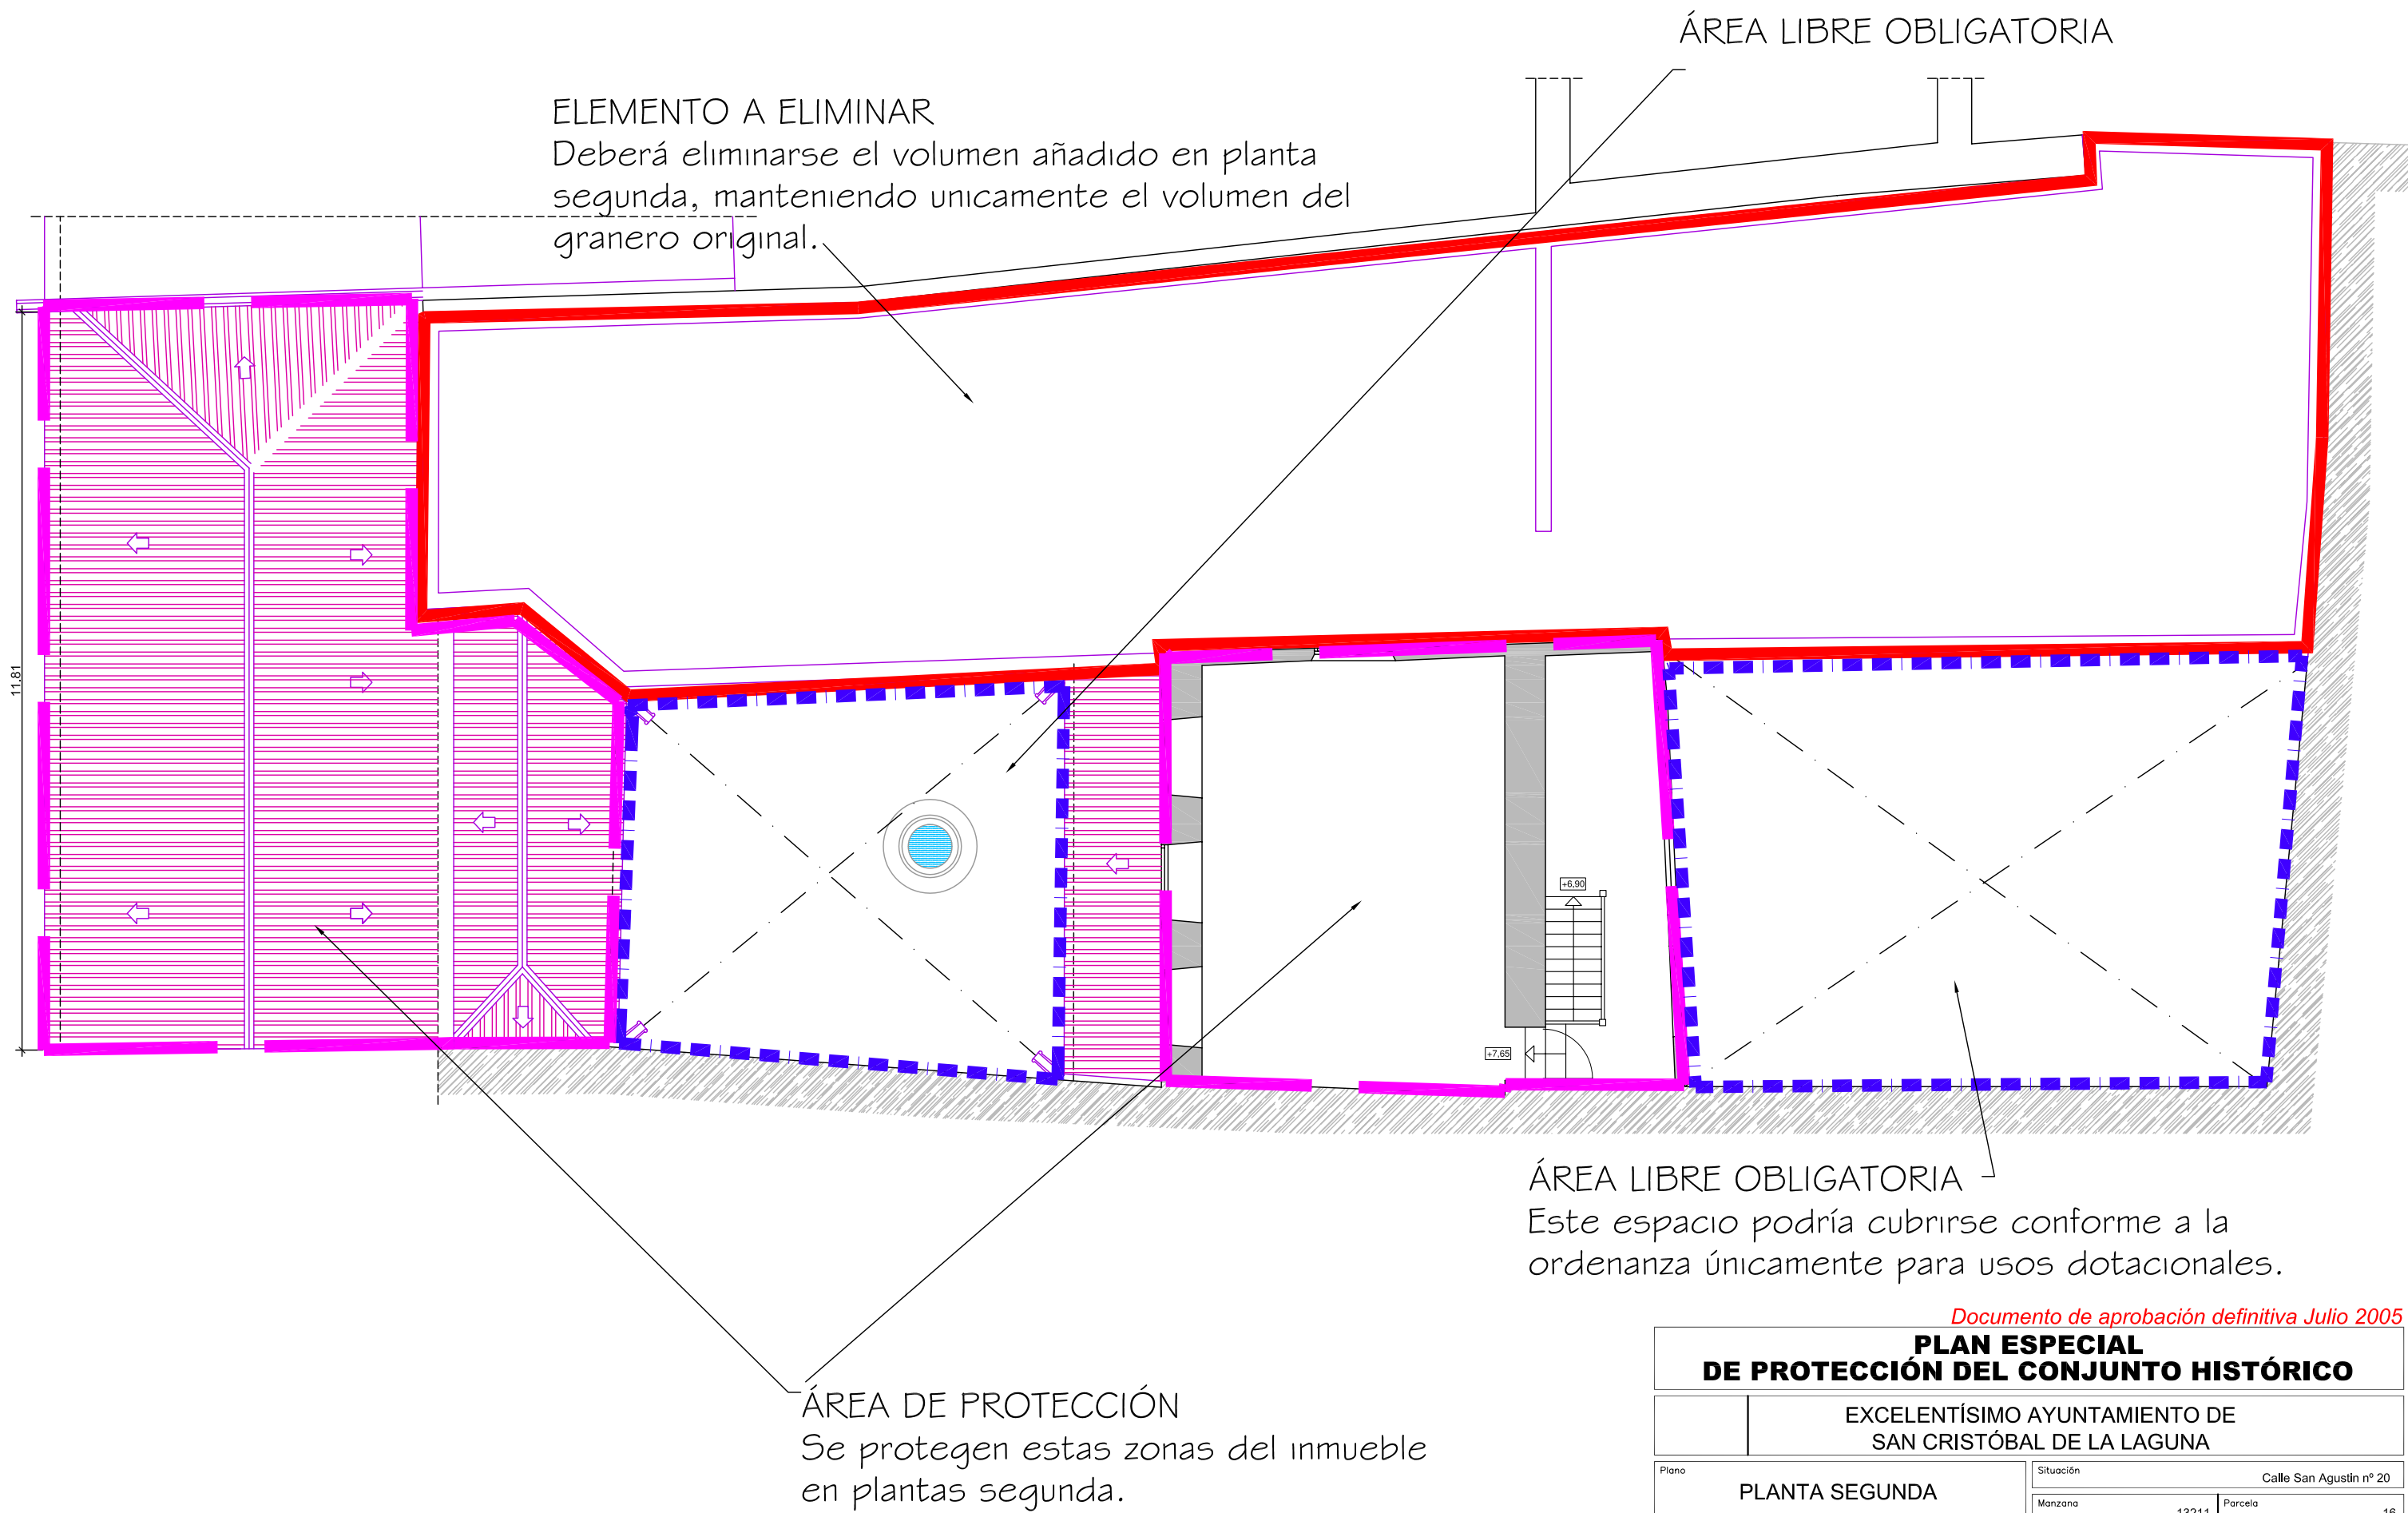 ÁREA LIBRE OBLIGATORIA
ELEMENTO A ELIMINAR
Deberá eliminarse el volumen añadido en planta
segunda, manteniendo unicamente el volumen del
granero original.
11,81
+6,90
+7,65
ÁREA LIBRE OBLIGATORIA
Este espacio podría cubrirse conforme a la
ordenanza únicamente para usos dotacionales.
ÁREA DE PROTECCIÓN
Se protegen estas zonas del inmueble
en plantas segunda.
Documento de aprobación definitiva Julio 2005
PLAN ESPECIAL
DE PROTECCIÓN DEL CONJUNTO HISTÓRICO
EXCELENTÍSIMO AYUNTAMIENTO DE
SAN CRISTÓBAL DE LA LAGUNA
Plano
PLANTA SEGUNDA
Situación
Calle San Agustin nº 20
Manzana
13211
Parcela
16